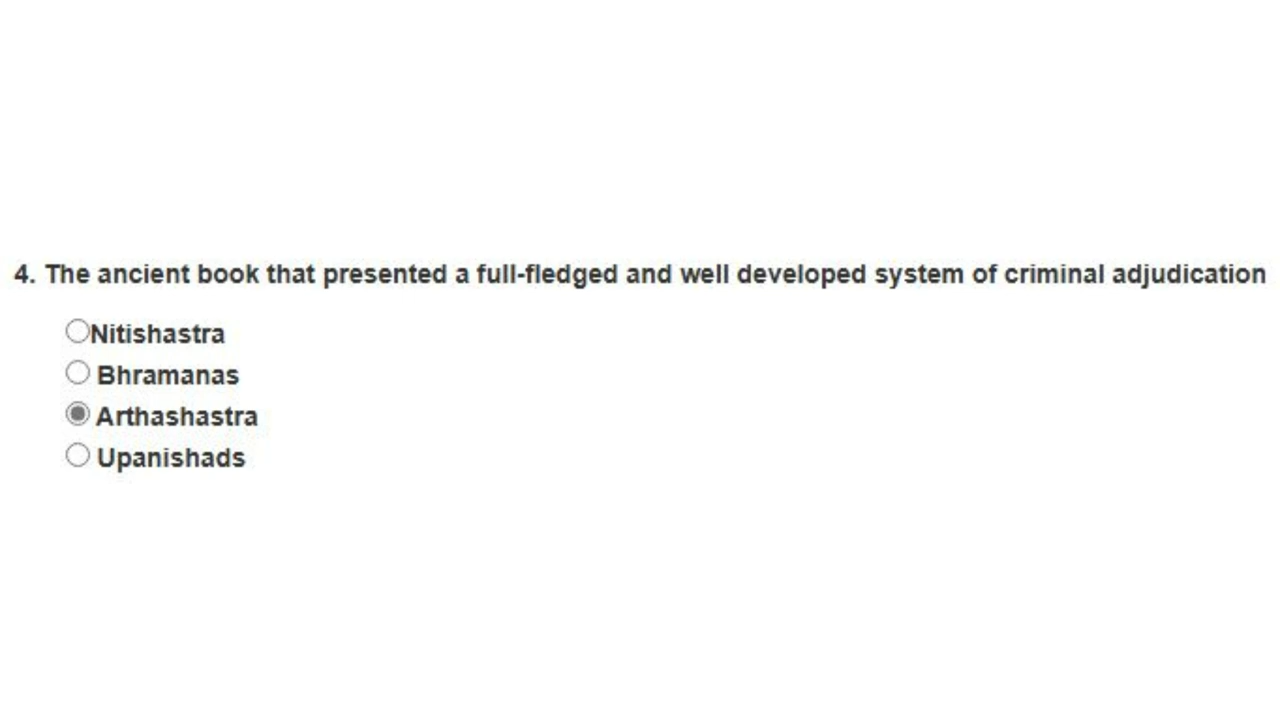 4. The ancient book that presented a full-fledged and well developed system of criminal adjudication
Nitishastra
Bhramanas
Arthashastra
Upanishads